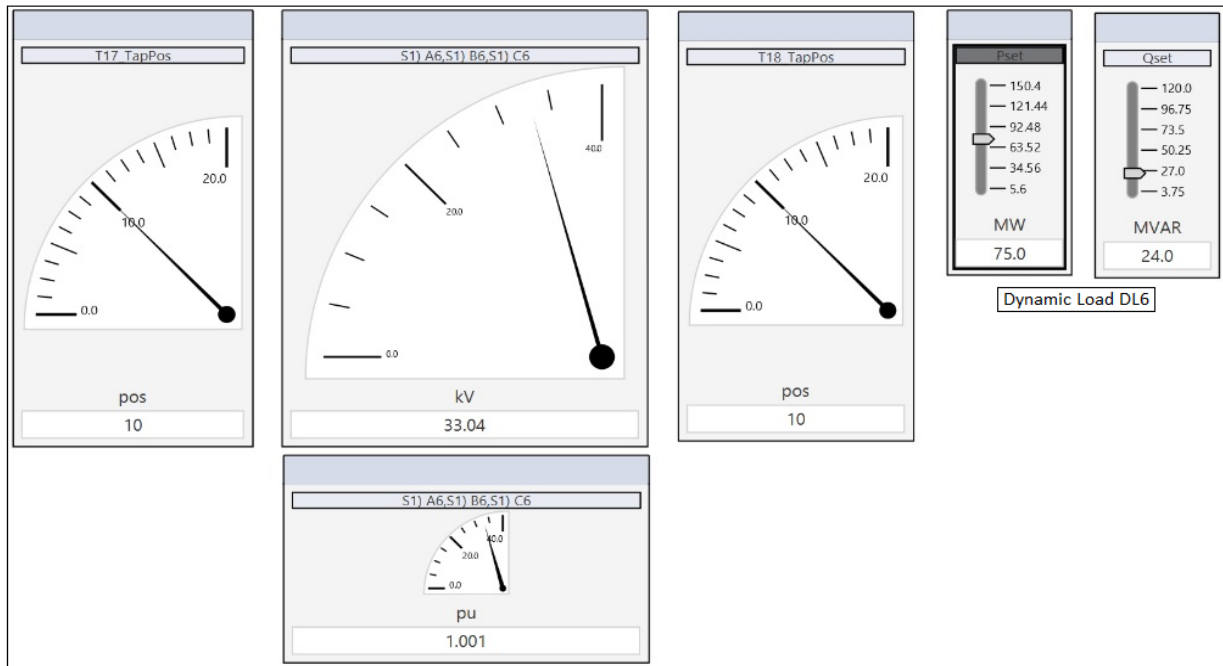 T17_TapPos
20.0
10.0
0.0
pos
10
S1) A6,S1) B6,S1) C6
40.0
20.0
0.0
kV
33.04
T18_TapPos
20.0
10.0
0.0
pos
10
Pset
150.4
121.44
92.48
63.52
34.56
5.6
MW
75.0
Qset
120.0
96.75
73.5
50.25
27.0
3.75
MVAR
24.0
Dynamic Load DL6
S1) A6,S1) B6,S1) C6
40.0
20.0
0.0
pu
1.001